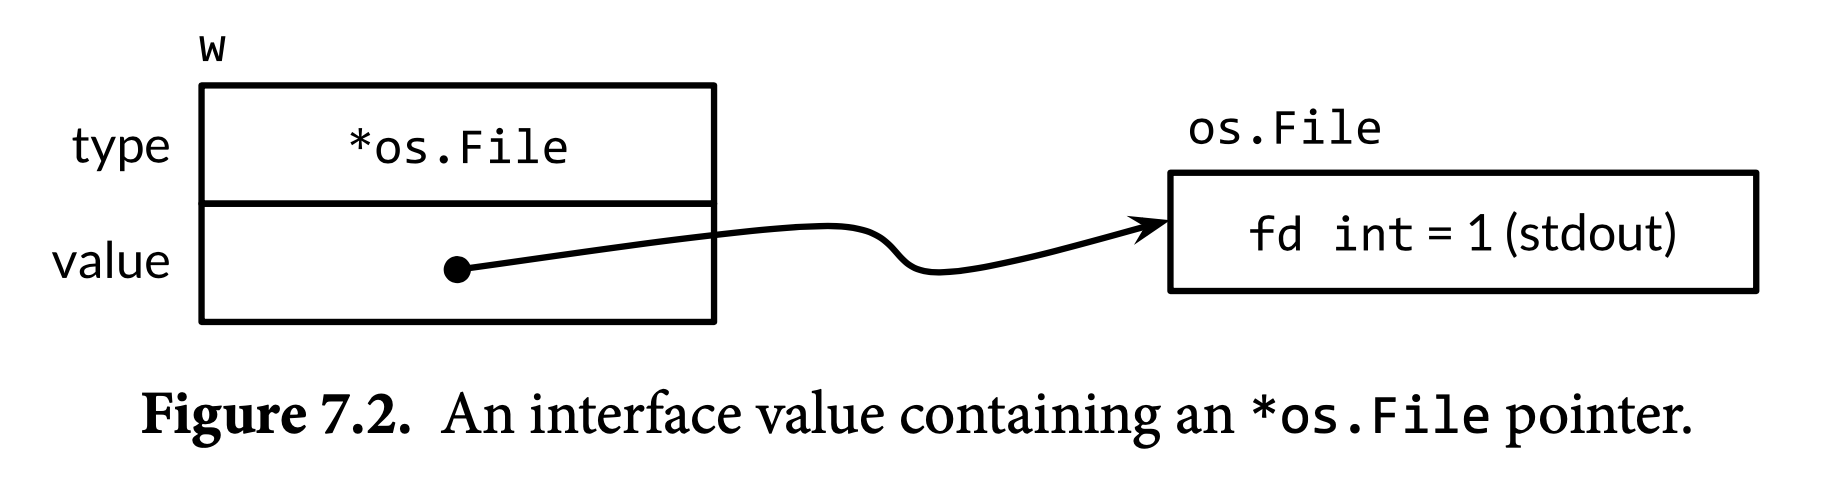 w
type
*os.File
value
os.File
fd int = 1 (stdout)
Figure 7.2. An interface value containing an *os.File pointer.